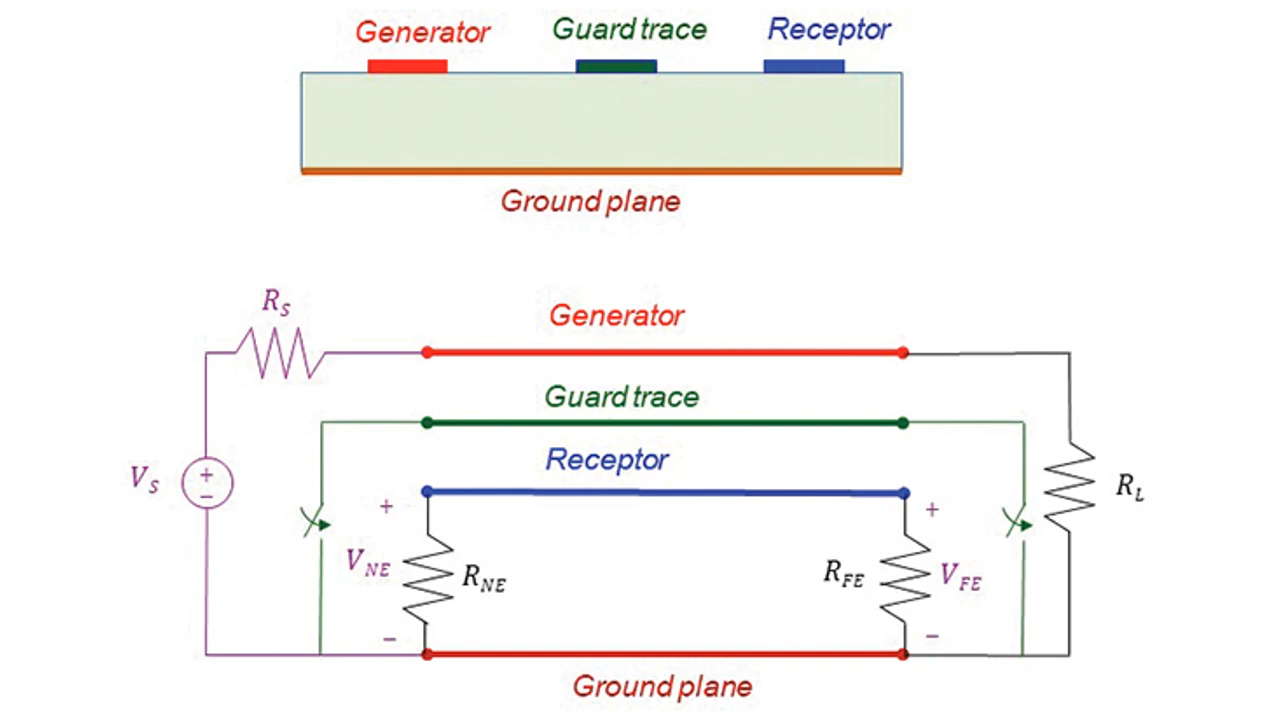 Generator Guard trace Receptor
Ground plane
R_S
Generator
Guard trace
Receptor
V_S
+
−
+
−
V_NE
R_NE
+
−
R_FE
V_FE
R_L
Ground plane